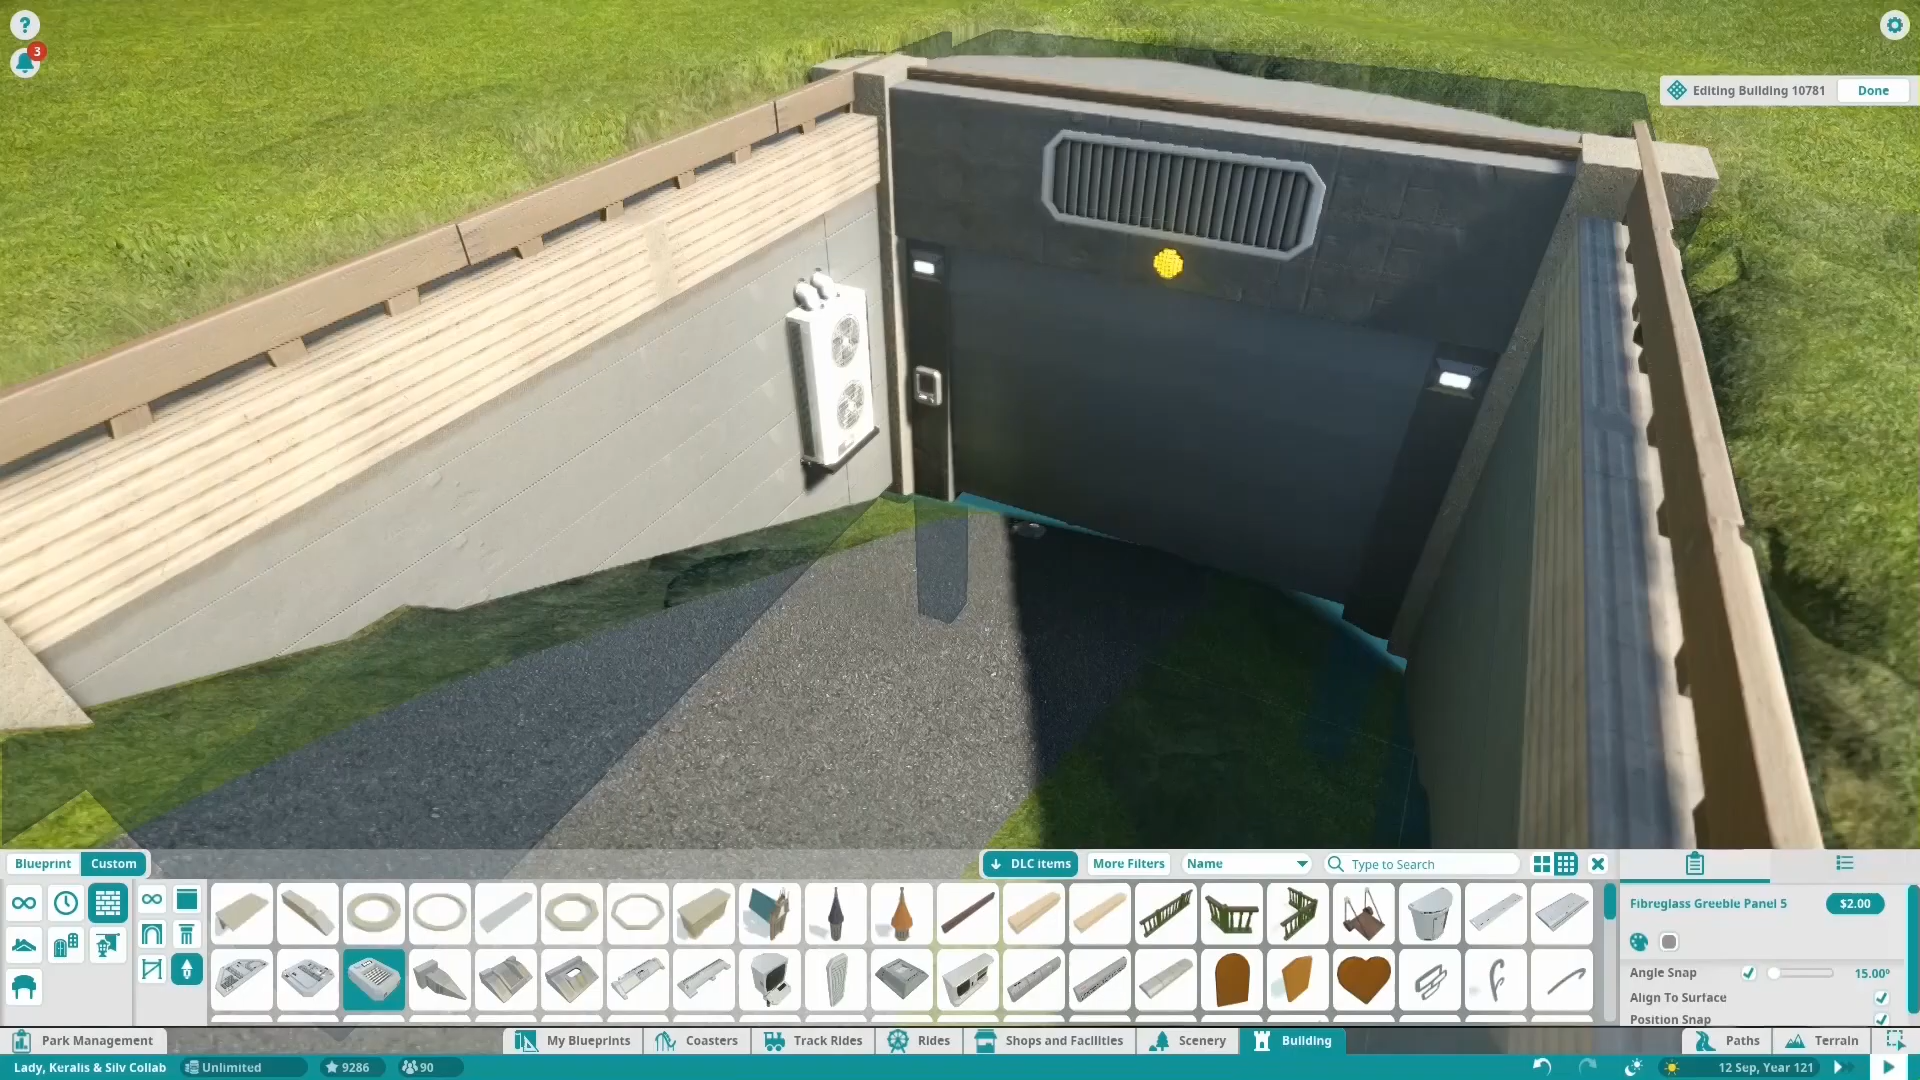 ?
3
Editing Building 10781
Done
Blueprint
Custom
DLC items
More Filters
Name
Type to Search
Fibreglass Greeble Panel 5
$2.00
Angle Snap
15.00°
Align To Surface
Position Snap
Park Management
My Blueprints
Coasters
Track Rides
Rides
Shops and Facilities
Scenery
Building
Paths
Terrain
Lady, Keralis & Silv Collab
Unlimited
9286
90
12 Sep, Year 121